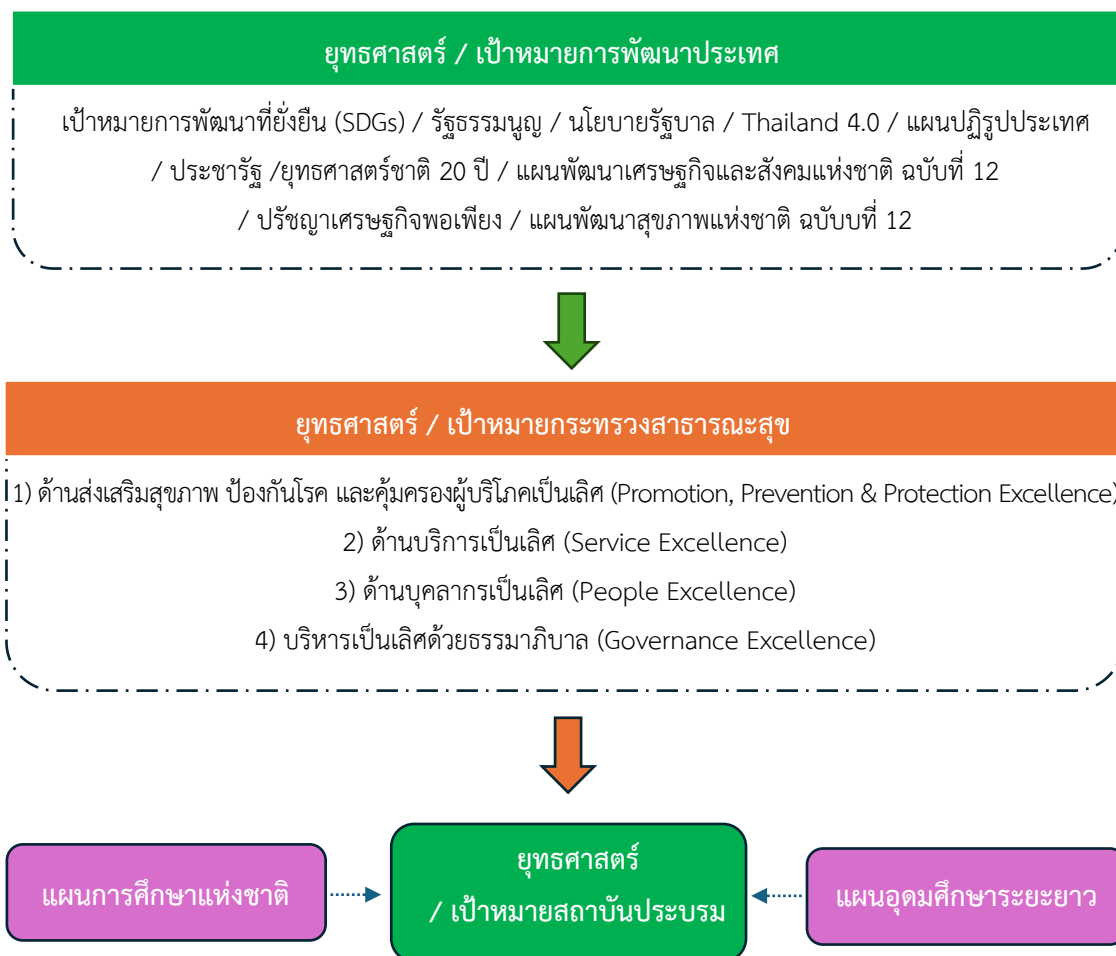 ยุทธศาสตร์ / เป้าหมายการพัฒนาประเทศ
เป้าหมายการพัฒนาที่ยั่งยืน (SDGs) / รัฐธรรมนูญ / นโยบายรัฐบาล / Thailand 4.0 / แผนปฏิรูปประเทศ
/ ประชารัฐ /ยุทธศาสตร์ชาติ 20 ปี / แผนพัฒนาเศรษฐกิจและสังคมแห่งชาติ ฉบับที่ 12
/ ปรัชญาเศรษฐกิจพอเพียง / แผนพัฒนาสุขภาพแห่งชาติ ฉบับบที่ 12
ยุทธศาสตร์ / เป้าหมายกระทรวงสาธารณะสุข
1) ด้านส่งเสริมสุขภาพ ป้องกันโรค และคุ้มครองผู้บริโภคเป็นเลิศ (Promotion, Prevention & Protection Excellence)
2) ด้านบริการเป็นเลิศ (Service Excellence)
3) ด้านบุคลากรเป็นเลิศ (People Excellence)
4) บริหารเป็นเลิศด้วยธรรมาภิบาล (Governance Excellence)
แผนการศึกษาแห่งชาติ
ยุทธศาสตร์
/ เป้าหมายสถาบันประบรม
แผนอุดมศึกษาระยะยาว